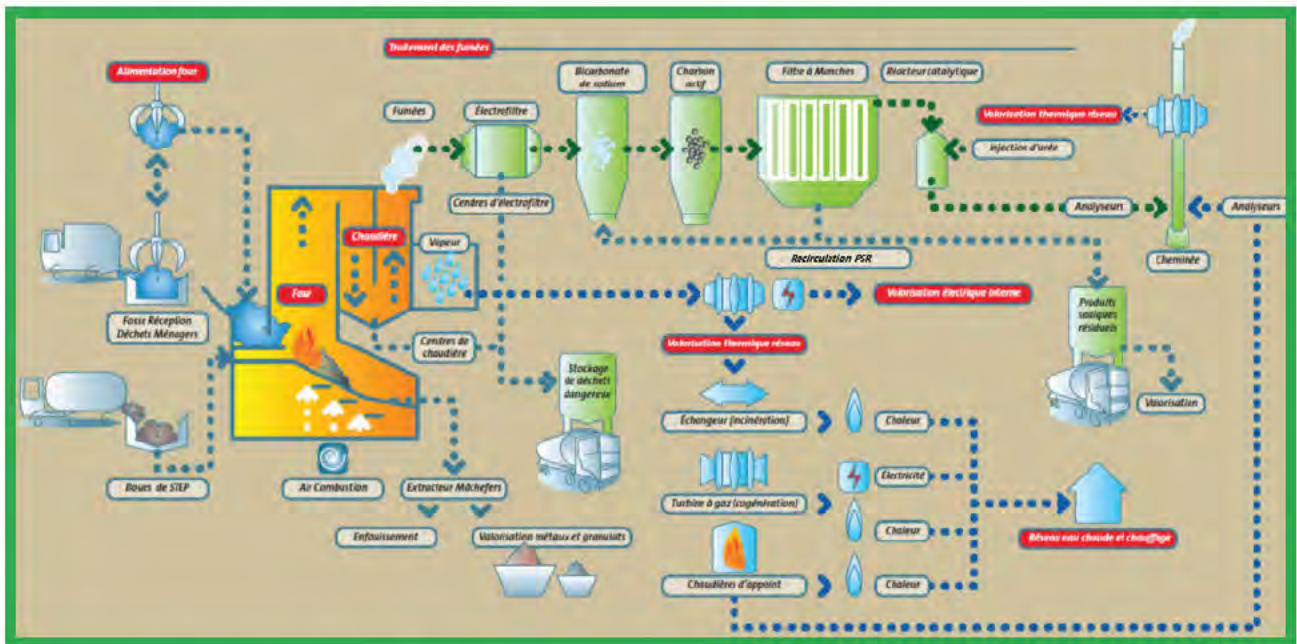 Traitement des fumées
Alimentation four
Bicarbonate
de sodium
Charbon
actif
Filtre à Manches
Réacteur catalytique
Fumées
Électrofiltre
Valorisation thermique réseau
Injection d'urée
Cendres d'électrofiltre
Analyseurs
Analyseurs
Chaudière
Vapeur
Recirculation PSR
Cheminée
Four
Valorisation électrique interne
Produits
sodiques
résiduels
Fosse Réception
Déchets Ménagers
Valorisation thermique réseau
Cendres de
chaudière
Stockage
de déchets
dangereux
Valorisation
Échangeur (incinération)
Chaleur
Boues de STEP
Air Combustion
Extracteur Mâchefers
Électricité
Turbine à gaz (cogénération)
Enfouissement
Valorisation métaux et granulats
Chaleur
Réseau eau chaude et chauffage
Chaudières d'appoint
Chaleur